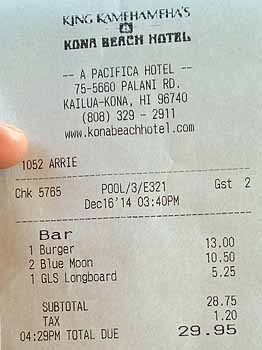 KING KAMEHAMEHA'S
KONA BEACH HOTEL
-- A PACIFICA HOTEL --
75-5660 PALANI RD.
KAILUA-KONA, HI 96740
(808) 329 - 2911
www.konabeachhotel.com
1052 ARRIE
Chk 5765 POOL/3/E321 Gst 2
Dec16'14 03:40PM
Bar
1 Burger 13.00
2 Blue Moon 10.50
1 GLS Longboard 5.25
SUBTOTAL 28.75
TAX 1.20
04:29PM TOTAL DUE 29.95